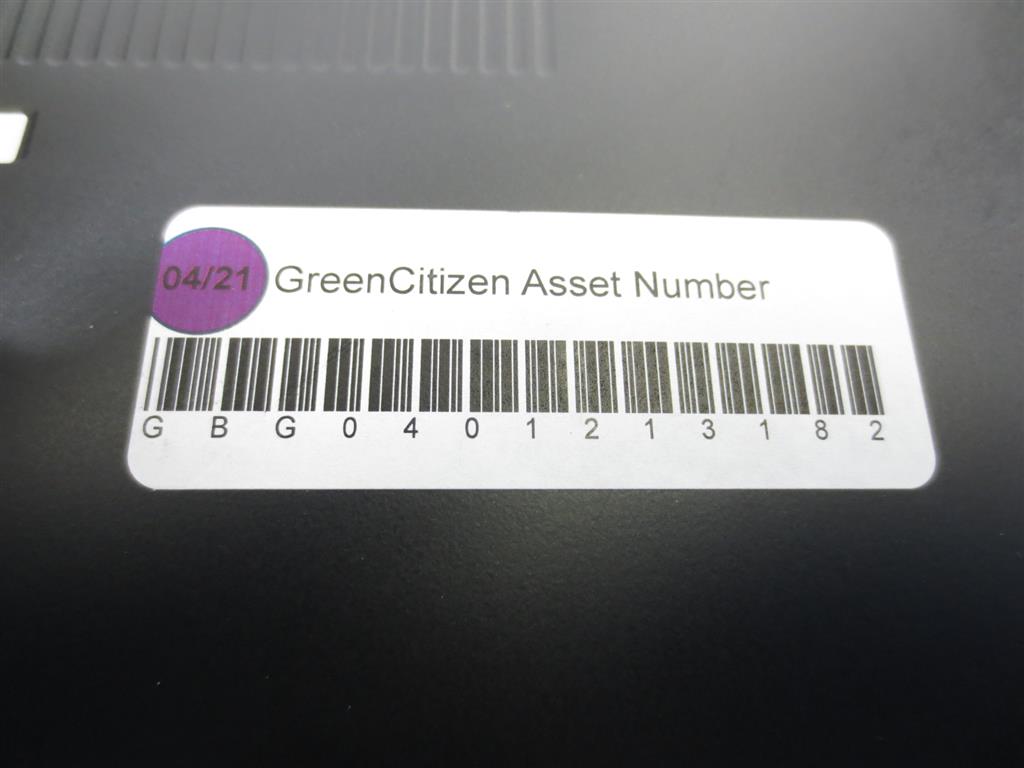 04/21 GreenCitizen Asset Number
G B G 0 4 0 1 2 1 3 1 8 2